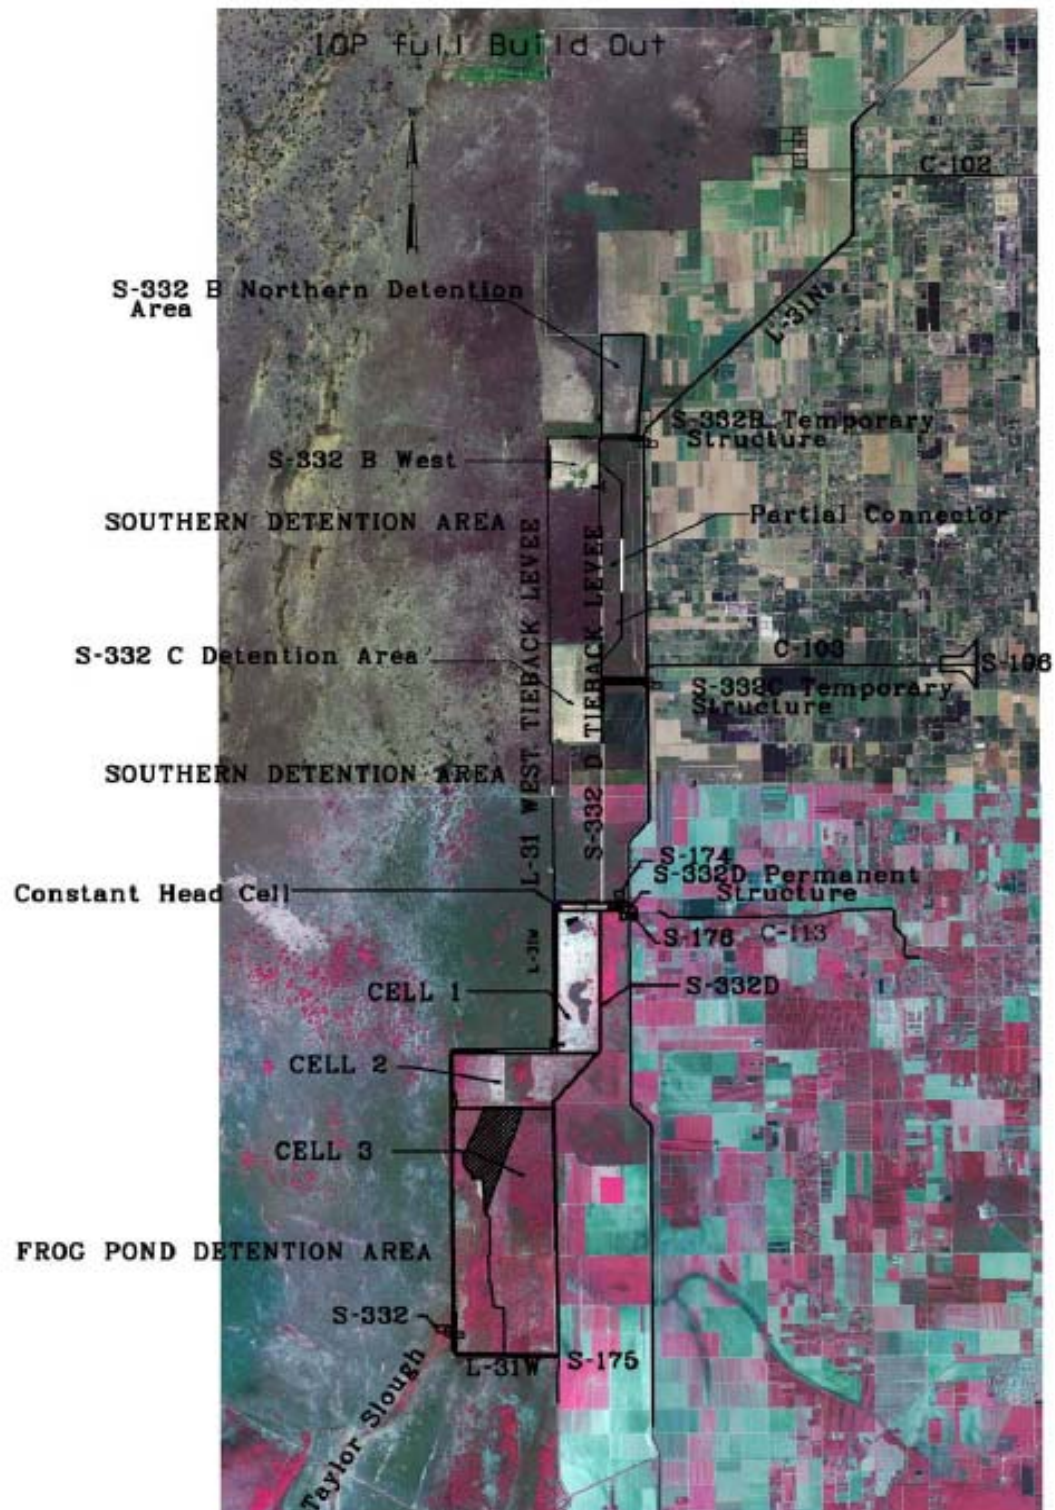 IOP full Build Out
C-102
S-332 B Northern Detention
Area
L-31N
S-332B Temporary
Structure
S-332 B West
SOUTHERN DETENTION AREA
Partial Connector
L-31 WEST TIEBACK LEVEE
S-332 D TIEBACK LEVEE
S-332 C Detention Area
C-103
S-196
S-332C Temporary
Structure
SOUTHERN DETENTION AREA
S-174
S-332D Permanent
Structure
Constant Head Cell
S-176
C-113
L-31W
CELL 1
S-332D
CELL 2
CELL 3
FROG POND DETENTION AREA
S-332
L-31W
S-175
Taylor Slough